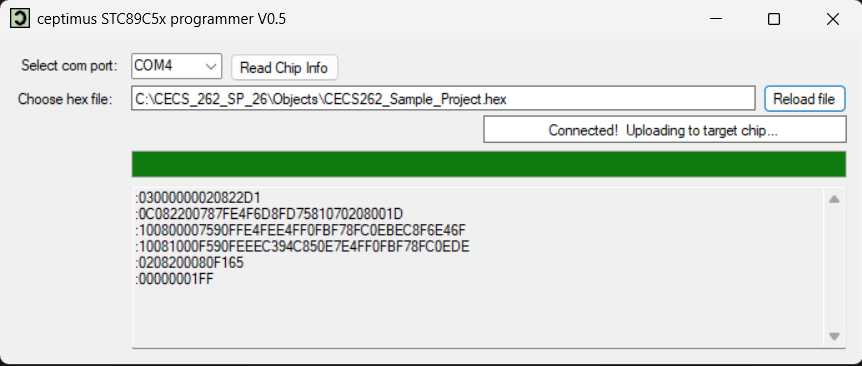 ceptimus STC89C5x programmer V0.5
Select com port: COM4 Read Chip Info
Choose hex file: C:\CECS_262_SP_26\Objects\CECS262_Sample_Project.hex Reload file
Connected! Uploading to target chip...
:03000000020822D1
:0C082200787FE4F6D8FD7581070208001D
:100800007590FFE4FEE4FF0FBF78FC0EBEC8F6E46F
:10081000F590FEEEC394C850E7E4FF0FBF78FC0EDE
:0208200080F165
:00000001FF